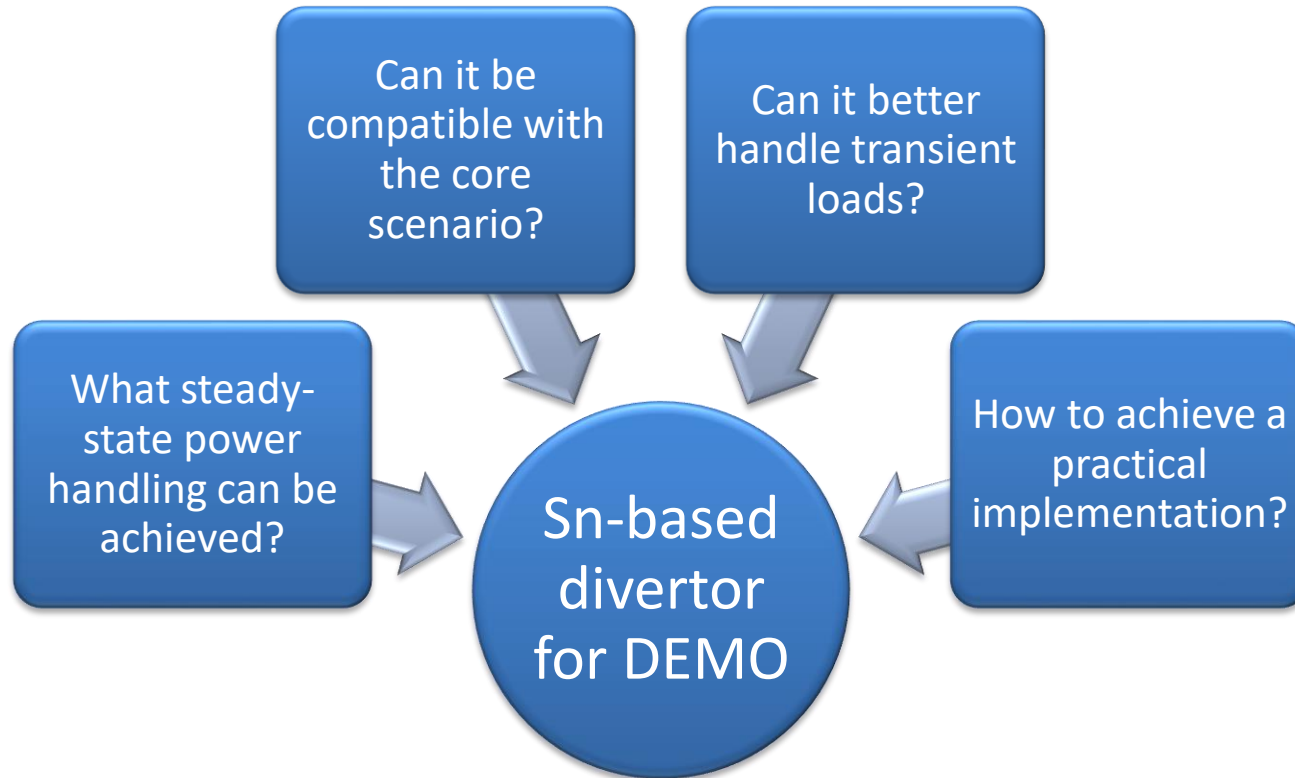 Can it be
compatible with
the core
scenario?
Can it better
handle transient
loads?
What steady-
state power
handling can be
achieved?
How to achieve a
practical
implementation?
Sn-based
divertor
for DEMO